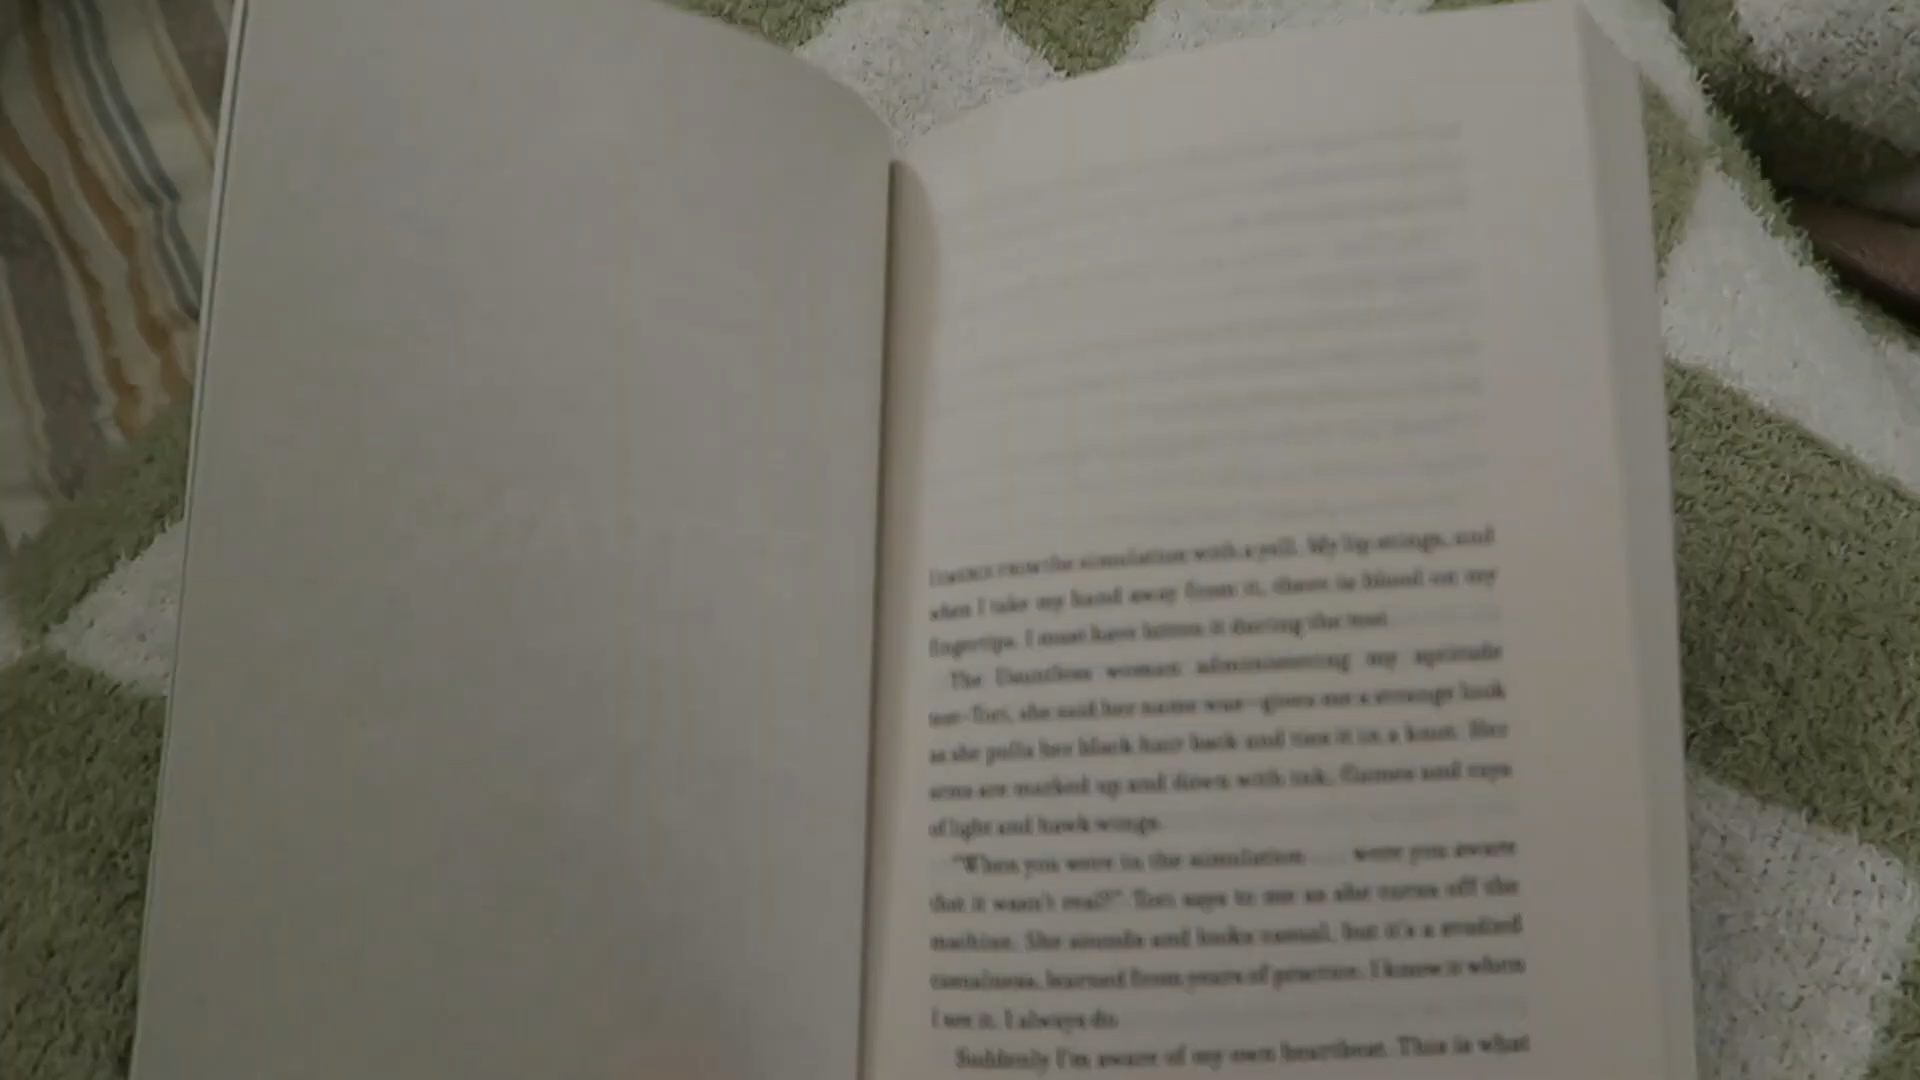 I EMERGE FROM the simulation with a yell. My lip stings, and
when I take my hand away from it, there is blood on my
fingertips. I must have bitten it during the test.
The Dauntless woman administering my aptitude
test—Tori, she said her name was—gives me a strange look
as she pulls her black hair back and ties it in a knot. Her
arms are marked up and down with ink, flames and rays
of light and hawk wings.
"When you were in the simulation . . . were you aware
that it wasn't real?" Tori says to me as she turns off the
machine. She sounds and looks casual, but it's a studied
casualness, learned from years of practice. I know it when
I see it. I always do.
Suddenly I'm aware of my own heartbeat. This is what